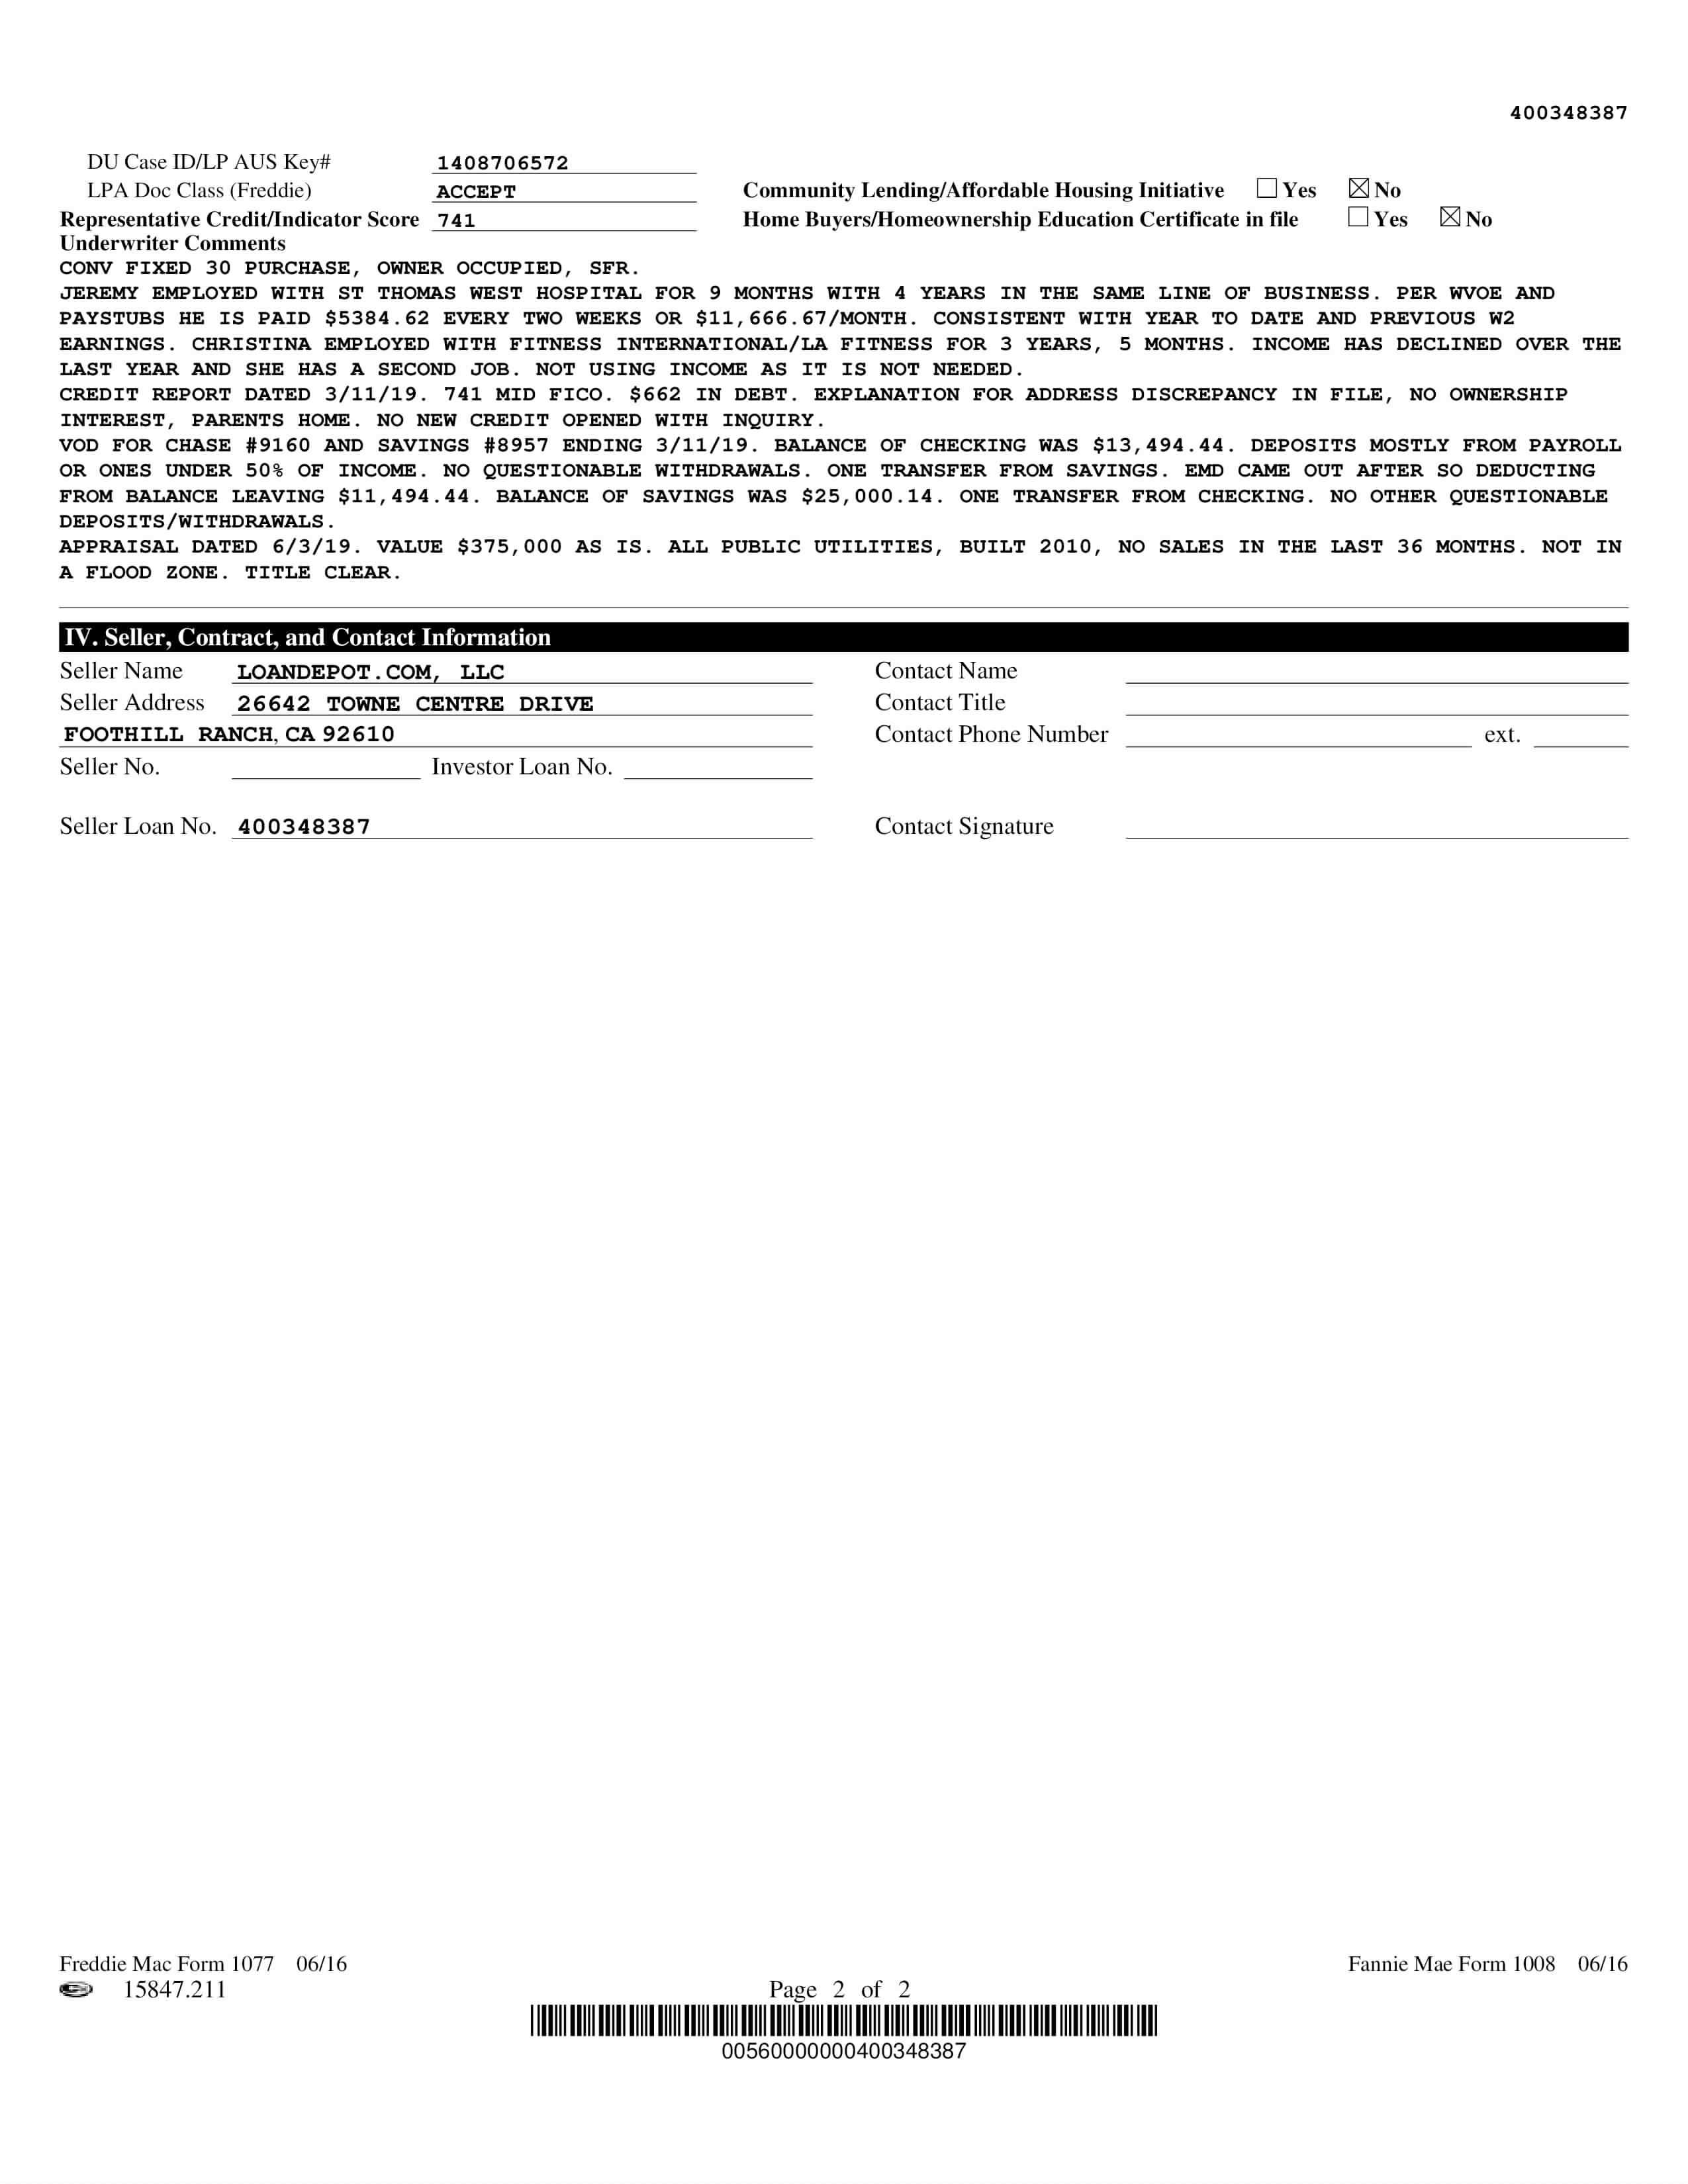 400348387
DU Case ID/LP AUS Key# 1408706572
LPA Doc Class (Freddie) ACCEPT Community Lending/Affordable Housing Initiative Yes No
Representative Credit/Indicator Score 741 Home Buyers/Homeownership Education Certificate in file Yes No
Underwriter Comments
CONV FIXED 30 PURCHASE, OWNER OCCUPIED, SFR.
JEREMY EMPLOYED WITH ST THOMAS WEST HOSPITAL FOR 9 MONTHS WITH 4 YEARS IN THE SAME LINE OF BUSINESS. PER WVOE AND
PAYSTUBS HE IS PAID $5384.62 EVERY TWO WEEKS OR $11,666.67/MONTH. CONSISTENT WITH YEAR TO DATE AND PREVIOUS W2
EARNINGS. CHRISTINA EMPLOYED WITH FITNESS INTERNATIONAL/LA FITNESS FOR 3 YEARS, 5 MONTHS. INCOME HAS DECLINED OVER THE
LAST YEAR AND SHE HAS A SECOND JOB. NOT USING INCOME AS IT IS NOT NEEDED.
CREDIT REPORT DATED 3/11/19. 741 MID FICO. $662 IN DEBT. EXPLANATION FOR ADDRESS DISCREPANCY IN FILE, NO OWNERSHIP
INTEREST, PARENTS HOME. NO NEW CREDIT OPENED WITH INQUIRY.
VOD FOR CHASE #9160 AND SAVINGS #8957 ENDING 3/11/19. BALANCE OF CHECKING WAS $13,494.44. DEPOSITS MOSTLY FROM PAYROLL
OR ONES UNDER 50% OF INCOME. NO QUESTIONABLE WITHDRAWALS. ONE TRANSFER FROM SAVINGS. EMD CAME OUT AFTER SO DEDUCTING
FROM BALANCE LEAVING $11,494.44. BALANCE OF SAVINGS WAS $25,000.14. ONE TRANSFER FROM CHECKING. NO OTHER QUESTIONABLE
DEPOSITS/WITHDRAWALS.
APPRAISAL DATED 6/3/19. VALUE $375,000 AS IS. ALL PUBLIC UTILITIES, BUILT 2010, NO SALES IN THE LAST 36 MONTHS. NOT IN
A FLOOD ZONE. TITLE CLEAR.
IV. Seller, Contract, and Contact Information
Seller Name LOANDEPOT.COM, LLC Contact Name
Seller Address 26642 TOWNE CENTRE DRIVE Contact Title
FOOTHILL RANCH, CA 92610 Contact Phone Number ext.
Seller No. Investor Loan No.
Seller Loan No. 400348387 Contact Signature
Freddie Mac Form 1077 06/16 Fannie Mae Form 1008 06/16
15847.211 Page 2 of 2
00560000000400348387